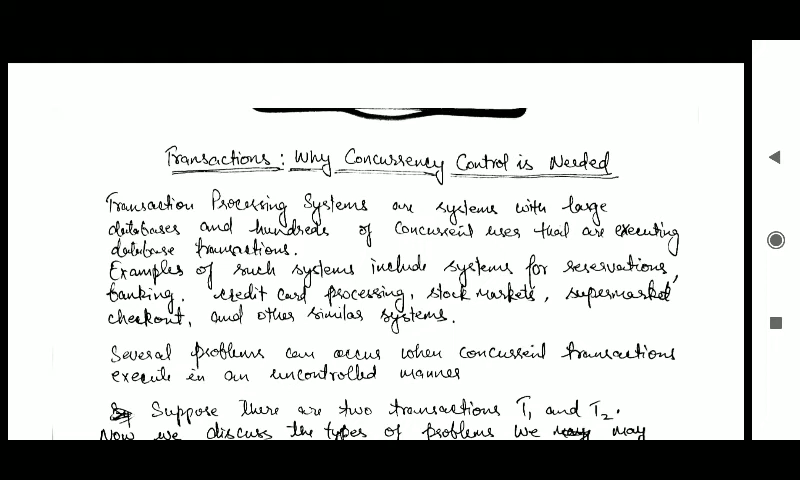 Transactions: Why Concurrency Control is Needed
Transaction Processing Systems are systems with large
databases and hundreds of concurrent uses that are executing
database transactions.
Examples of such systems include systems for reservations,
banking, credit card processing, stock markets, supermarket
checkout, and other similar systems.
Several problems can occur when concurrent transactions
execute in an uncontrolled manner
Suppose there are two transactions T1 and T2.
Now we discuss the types of problems we may